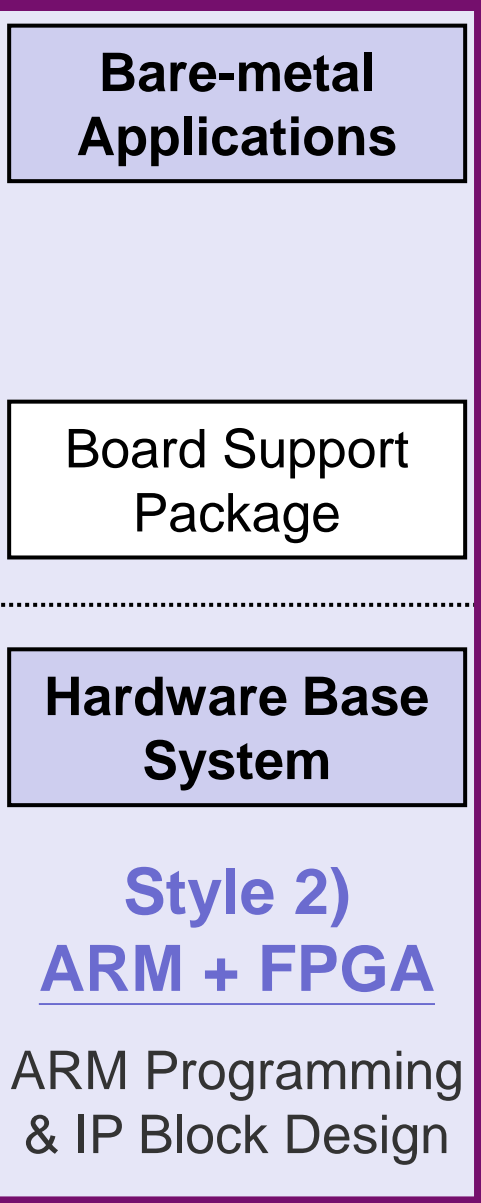 Bare-metal
Applications
Board Support
Package
Hardware Base
System
Style 2)
ARM + FPGA
ARM Programming
& IP Block Design